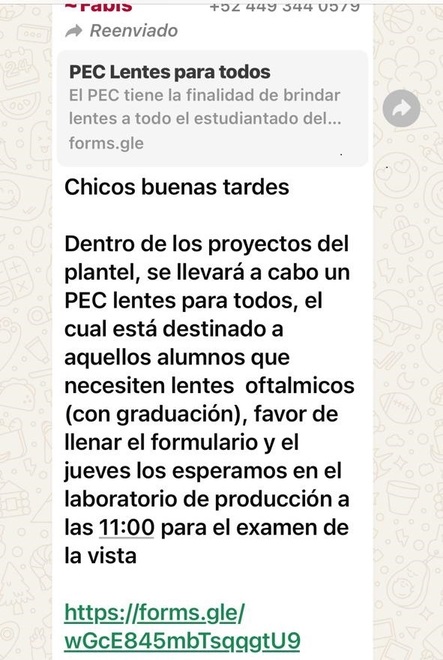 ~Fabis +52 449 344 0579
Reenviado
PEC Lentes para todos
El PEC tiene la finalidad de brindar
lentes a todo el estudiantado del...
forms.gle
Chicos buenas tardes
Dentro de los proyectos del
plantel, se llevará a cabo un
PEC lentes para todos, el
cual está destinado a
aquellos alumnos que
necesiten lentes oftalmicos
(con graduación), favor de
llenar el formulario y el
jueves los esperamos en el
laboratorio de producción a
las 11:00 para el examen de
la vista
https://forms.gle/
wGcE845mbTsqqgtU9